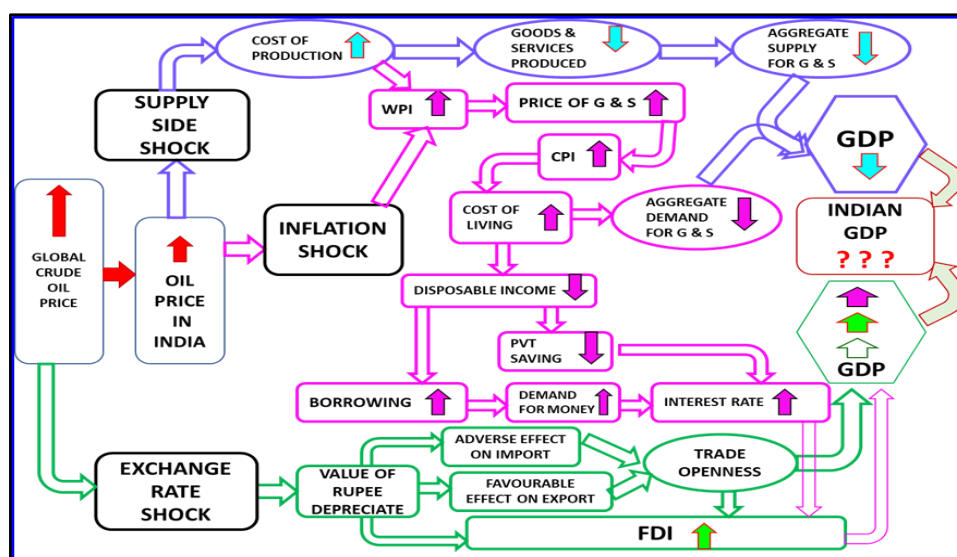 COST OF
PRODUCTION
GOODS &
SERVICES
PRODUCED
AGGREGATE
SUPPLY
FOR G & S
SUPPLY
SIDE
SHOCK
WPI
PRICE OF G & S
CPI
GDP
GLOBAL
CRUDE
OIL
PRICE
OIL
PRICE
IN
INDIA
INFLATION
SHOCK
COST OF
LIVING
AGGREGATE
DEMAND
FOR G & S
INDIAN
GDP
? ? ?
DISPOSABLE INCOME
PVT
SAVING
GDP
BORROWING
DEMAND
FOR MONEY
INTEREST RATE
EXCHANGE
RATE
SHOCK
VALUE OF
RUPEE
DEPRECIATE
ADVERSE EFFECT
ON IMPORT
FAVOURABLE
EFFECT ON EXPORT
TRADE
OPENNESS
FDI